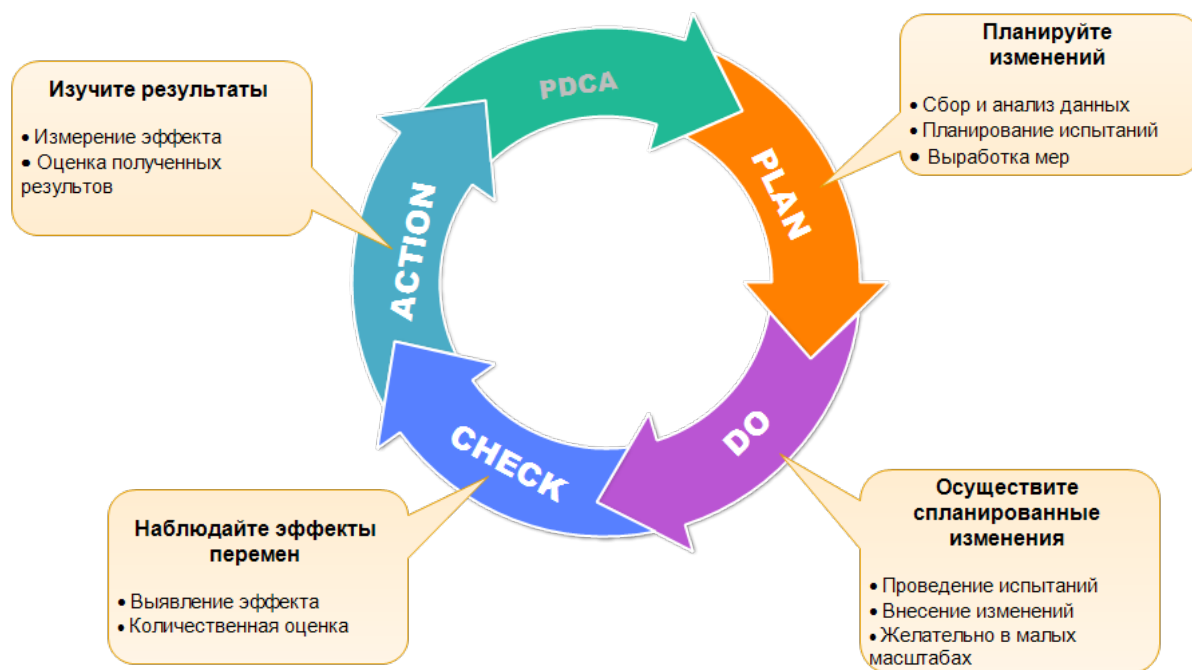 PDCA
Планируйте
изменений
• Сбор и анализ данных
• Планирование испытаний
• Выработка мер
PLAN
Изучите результаты
• Измерение эффекта
• Оценка полученных
результов
ACTION
DO
CHECK
Осуществите
спланированные
изменения
• Проведение испытаний
• Внесение изменений
• Желательно в малых
масштабах
Наблюдайте эффекты
перемен
• Выявление эффекта
• Количественная оценка